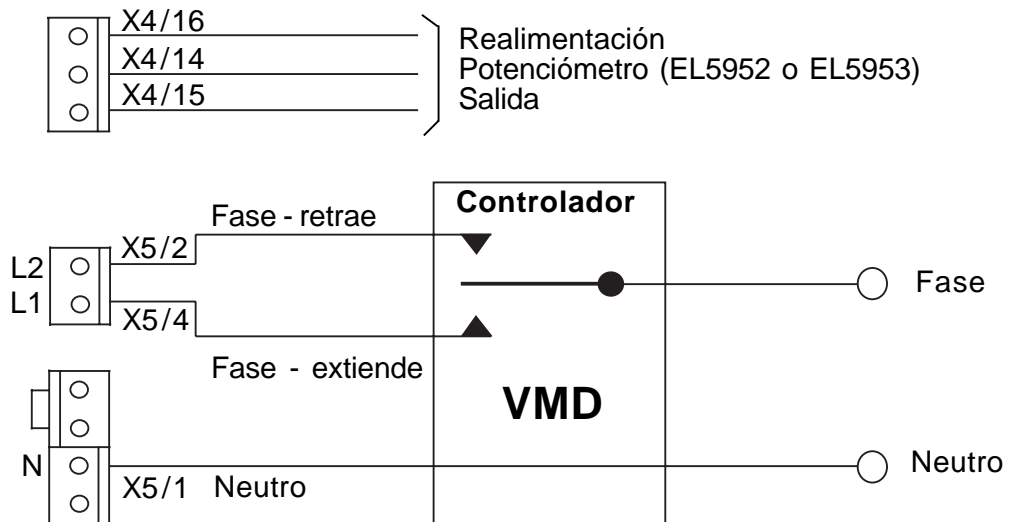 X4/16
X4/14
X4/15
Realimentación
Potenciómetro (EL5952 o EL5953)
Salida
Controlador
Fase - retrae
X5/2
L2
L1
X5/4
Fase
Fase - extiende
VMD
N
X5/1 Neutro
Neutro